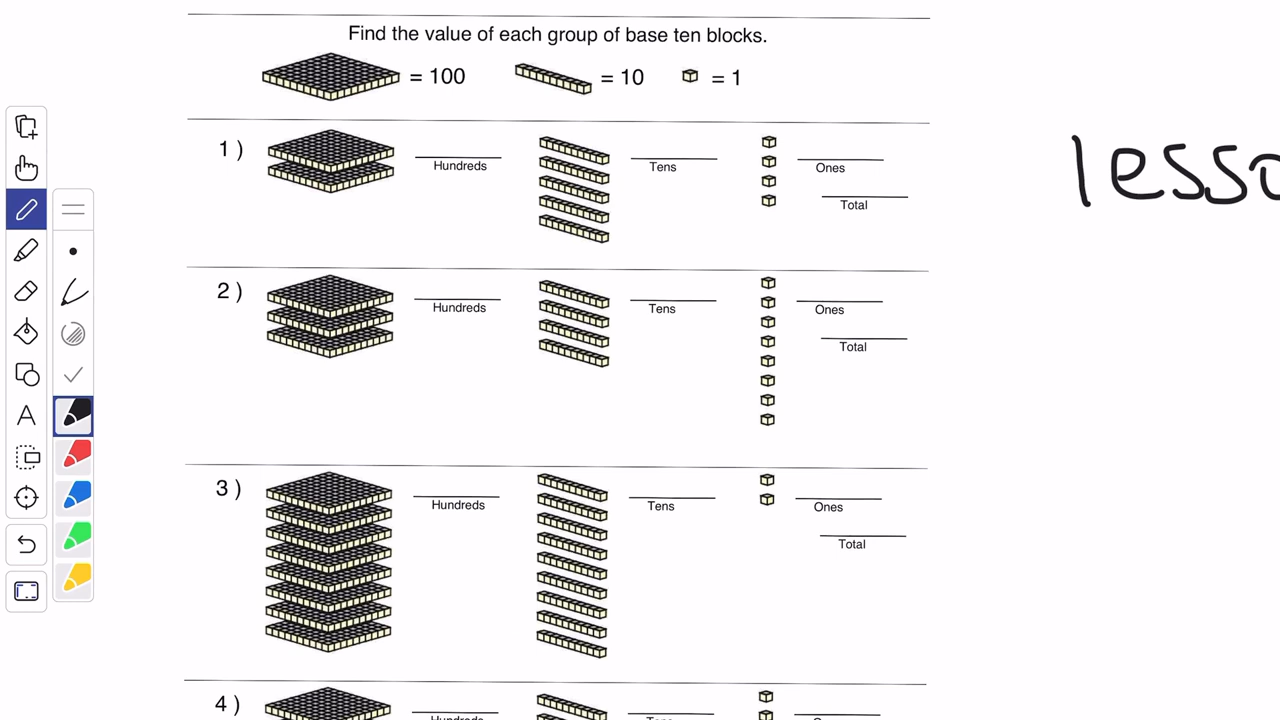 Find the value of each group of base ten blocks.
= 100 = 10 = 1
1 ) Hundreds Tens Ones
Total
2 ) Hundreds Tens Ones
Total
3 ) Hundreds Tens Ones
Total
4 )
A